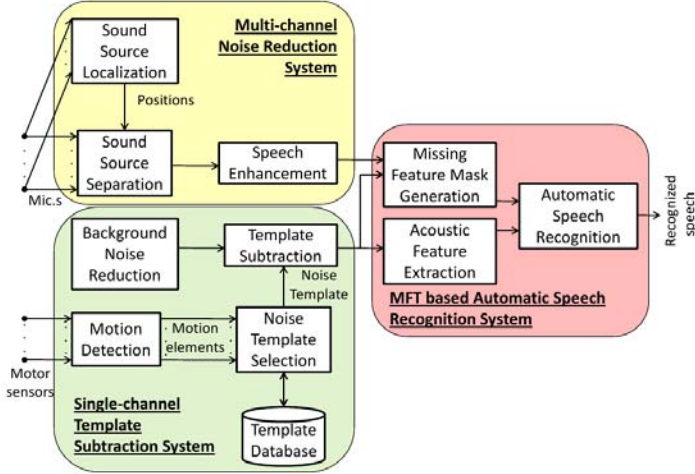 Sound
Source
Localization
Multi-channel
Noise Reduction
System
Positions
Sound
Source
Separation
Speech
Enhancement
Mic.s
Missing
Feature Mask
Generation
Automatic
Speech
Recognition
Recognized
speech
Acoustic
Feature
Extraction
MFT based Automatic Speech
Recognition System
Background
Noise
Reduction
Template
Subtraction
Noise
Template
Motion
Detection
Motion
elements
Noise
Template
Selection
Motor
sensors
Single-channel
Template
Subtraction System
Template
Database